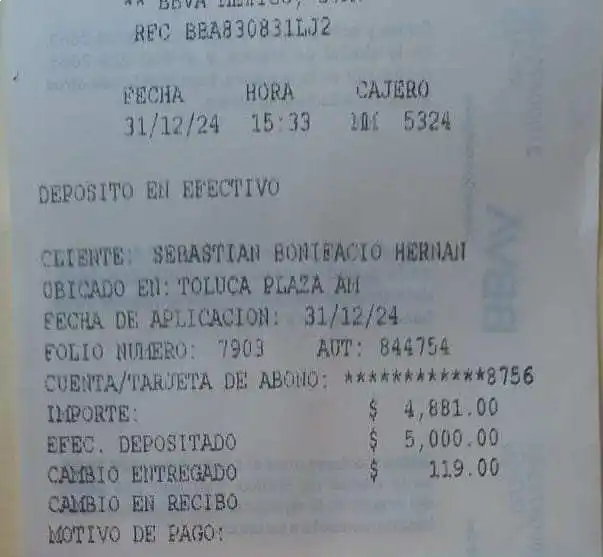 ** BBVA MEXICO, S.A.
RFC BBA830831LJ2
FECHA HORA CAJERO
31/12/24 15:33 5324
DEPOSITO EN EFECTIVO
CLIENTE: SEBASTIAN BONIFACIO HERNAN
UBICADO EN: TOLUCA PLAZA AM
FECHA DE APLICACION: 31/12/24
FOLIO NUMERO: 7903 AUT: 844754
CUENTA/TARJETA DE ABONO: ************8756
IMPORTE: $ 4,881.00
EFEC. DEPOSITADO $ 5,000.00
CAMBIO ENTREGADO $ 119.00
CAMBIO EN RECIBO
MOTIVO DE PAGO:
BBVA